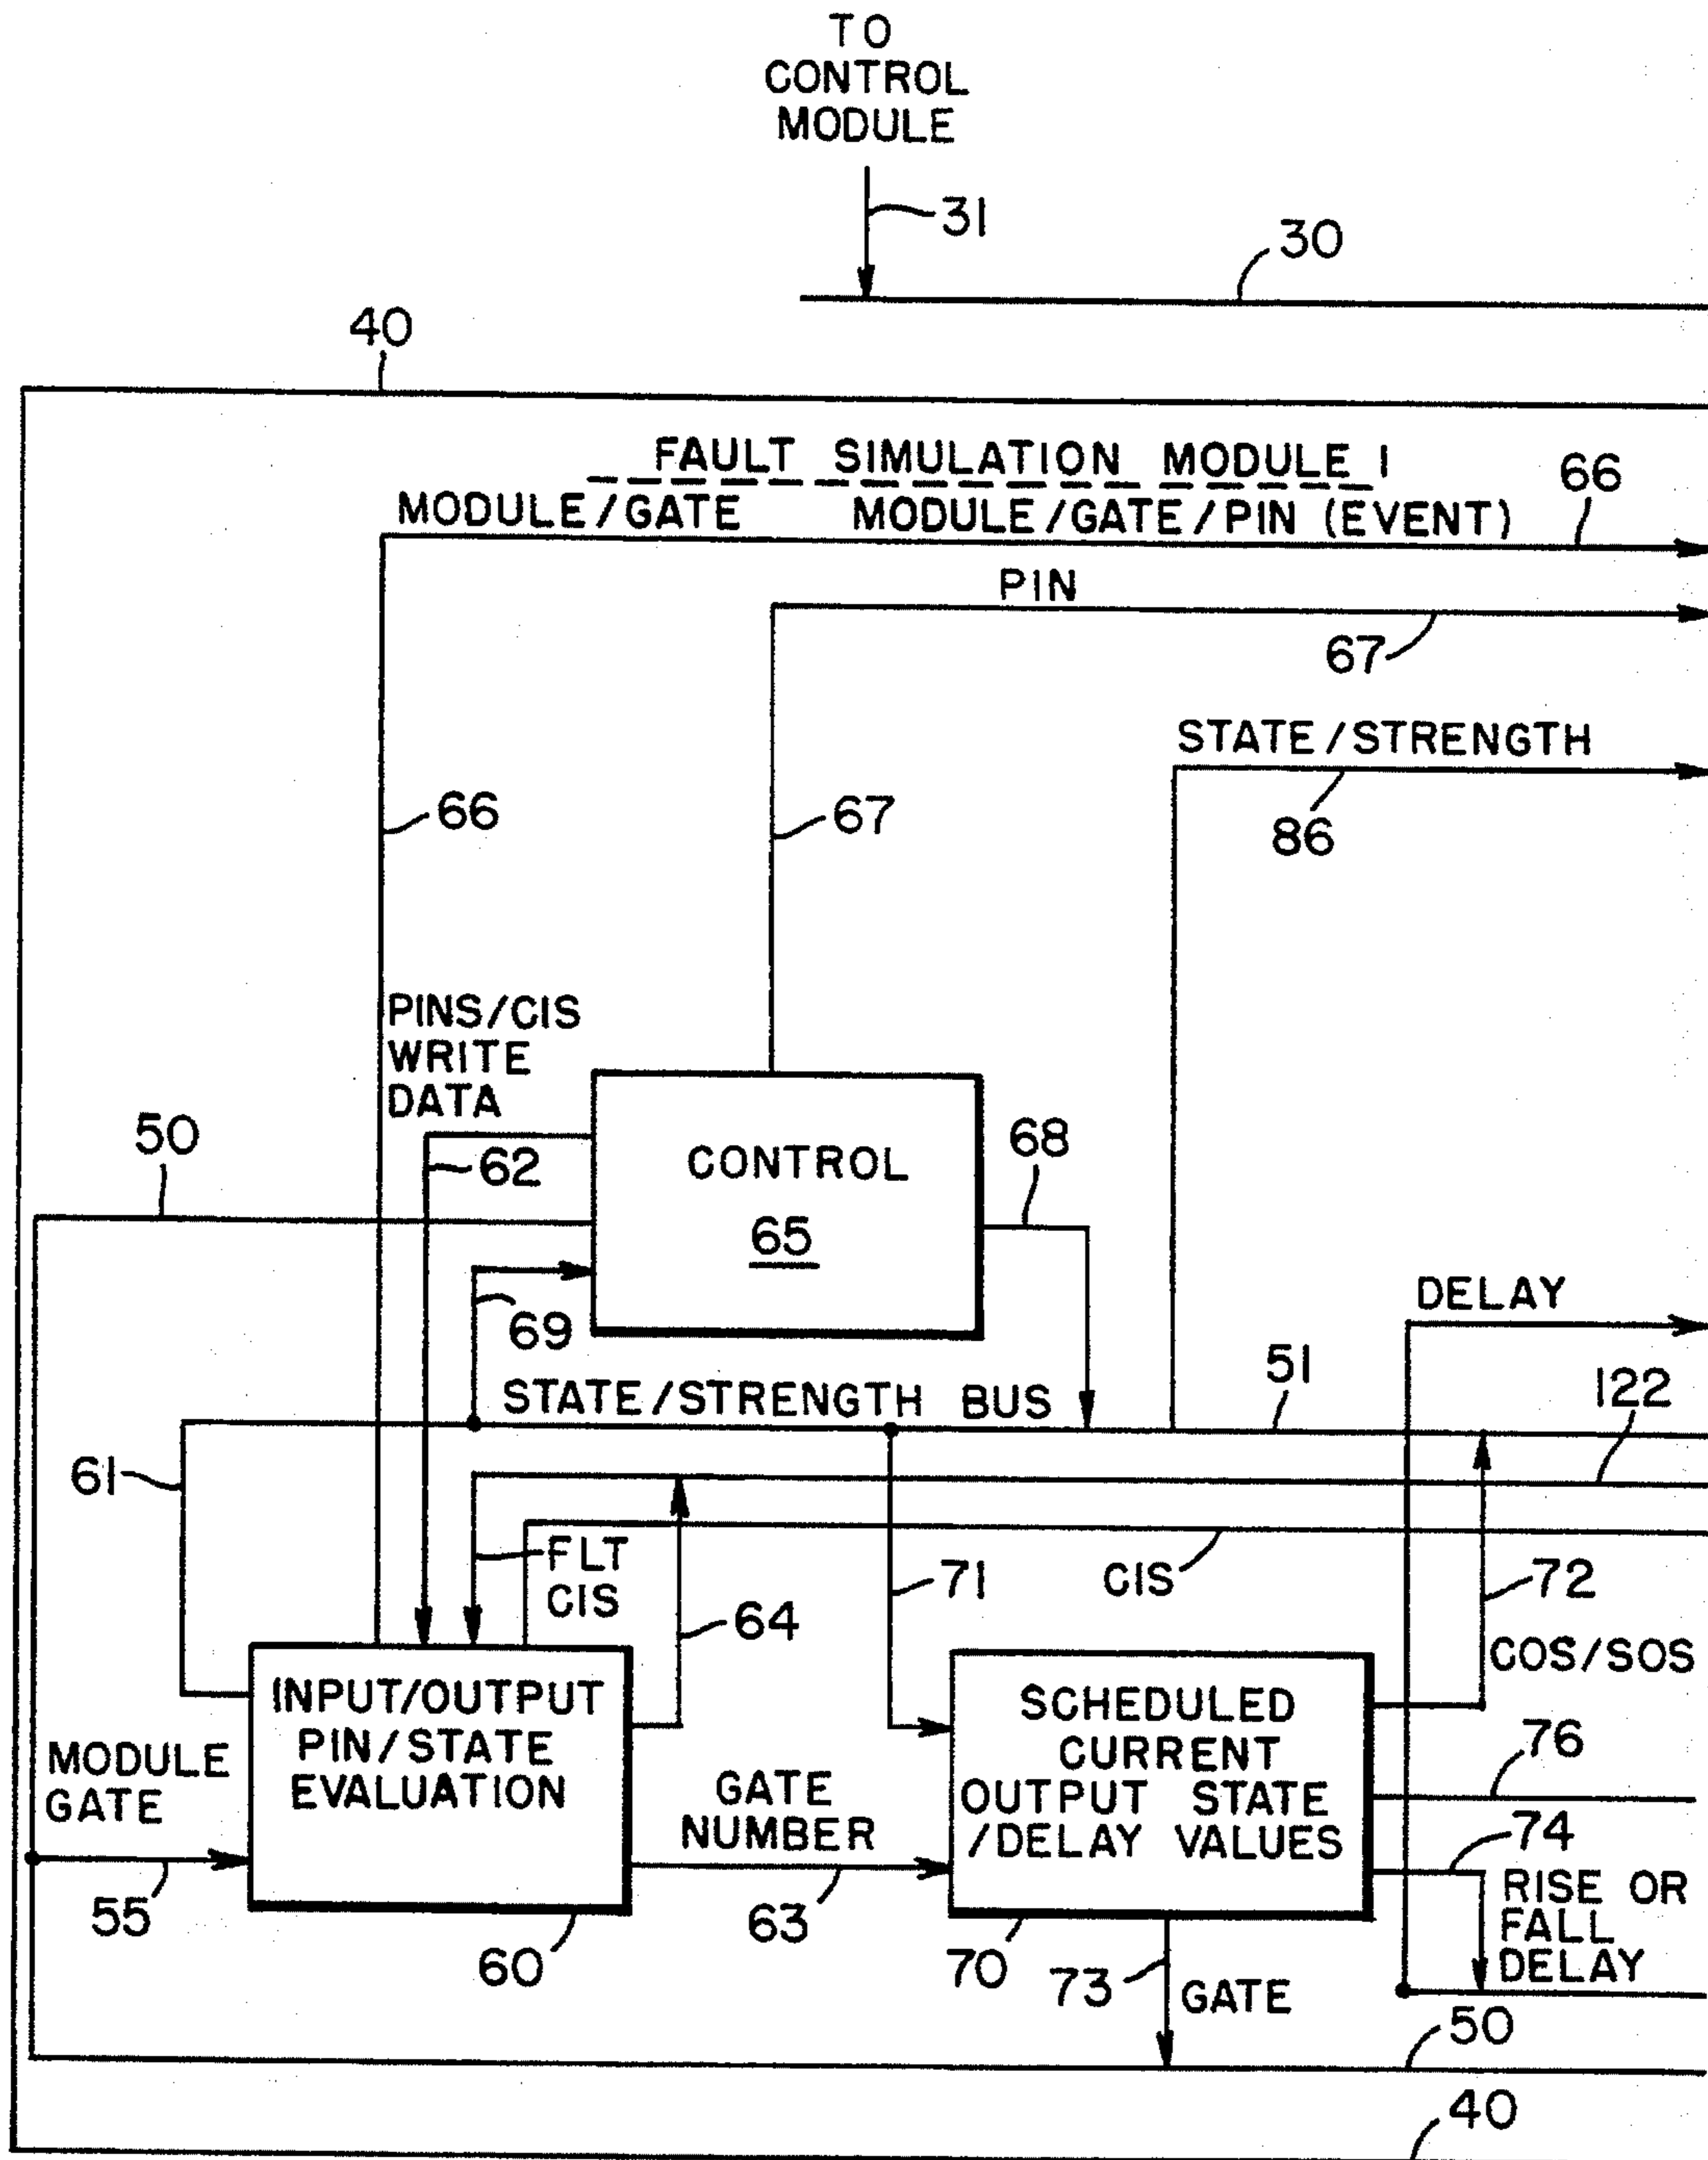 TO
CONTROL
MODULE
31
30
40
FAULT SIMULATION MODULE 1
MODULE/GATE MODULE/GATE/PIN (EVENT)
66
PIN
67
STATE/STRENGTH
86
66
67
PINS/CIS
WRITE
DATA
50
62
CONTROL
65
68
69
DELAY
STATE/STRENGTH BUS
51
122
61
FLT
CIS
64
71
CIS
72
COS/SOS
INPUT/OUTPUT
PIN/STATE
EVALUATION
60
MODULE
GATE
55
GATE
NUMBER
63
SCHEDULED
CURRENT
OUTPUT STATE
/DELAY VALUES
70
76
74
RISE OR
FALL
DELAY
73
GATE
50
40